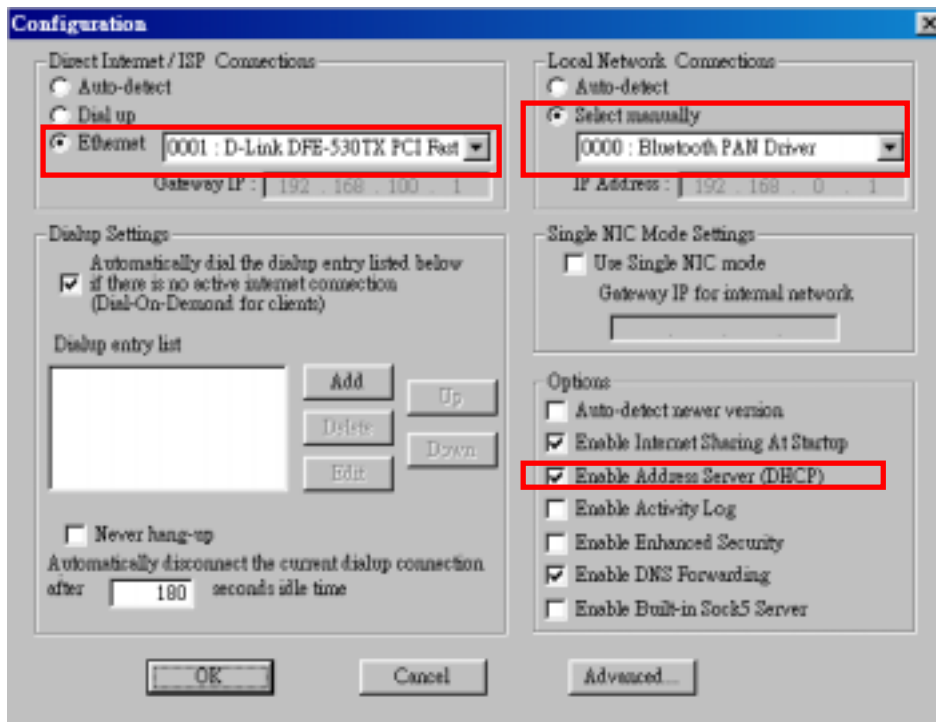 Configuration
Direct Internet / ISP Connections
Auto-detect
Dial up
Ethernet 0001 : D-Link DFE-530TX PCI Fast
Gateway IP : 192 . 168 . 100 . 1
Local Network Connections
Auto-detect
Select manually
0000 : Bluetooth PAN Driver
IP Address : 192 . 168 . 0 . 1
Dialup Settings
Automatically dial the dialup entry listed below
if there is no active internet connection
(Dial-On-Demond for clients)
Dialup entry list
Add
Delete
Edit
Up
Down
Never hang-up
Automatically disconnect the current dialup connection
after 180 seconds idle time
Single NIC Mode Settings
Use Single NIC mode
Gateway IP for internal network
Options
Auto-detect newer version
Enable Internet Sharing At Startup
Enable Address Server (DHCP)
Enable Activity Log
Enable Enhanced Security
Enable DNS Forwarding
Enable Built-in Sock5 Server
OK
Cancel
Advanced...